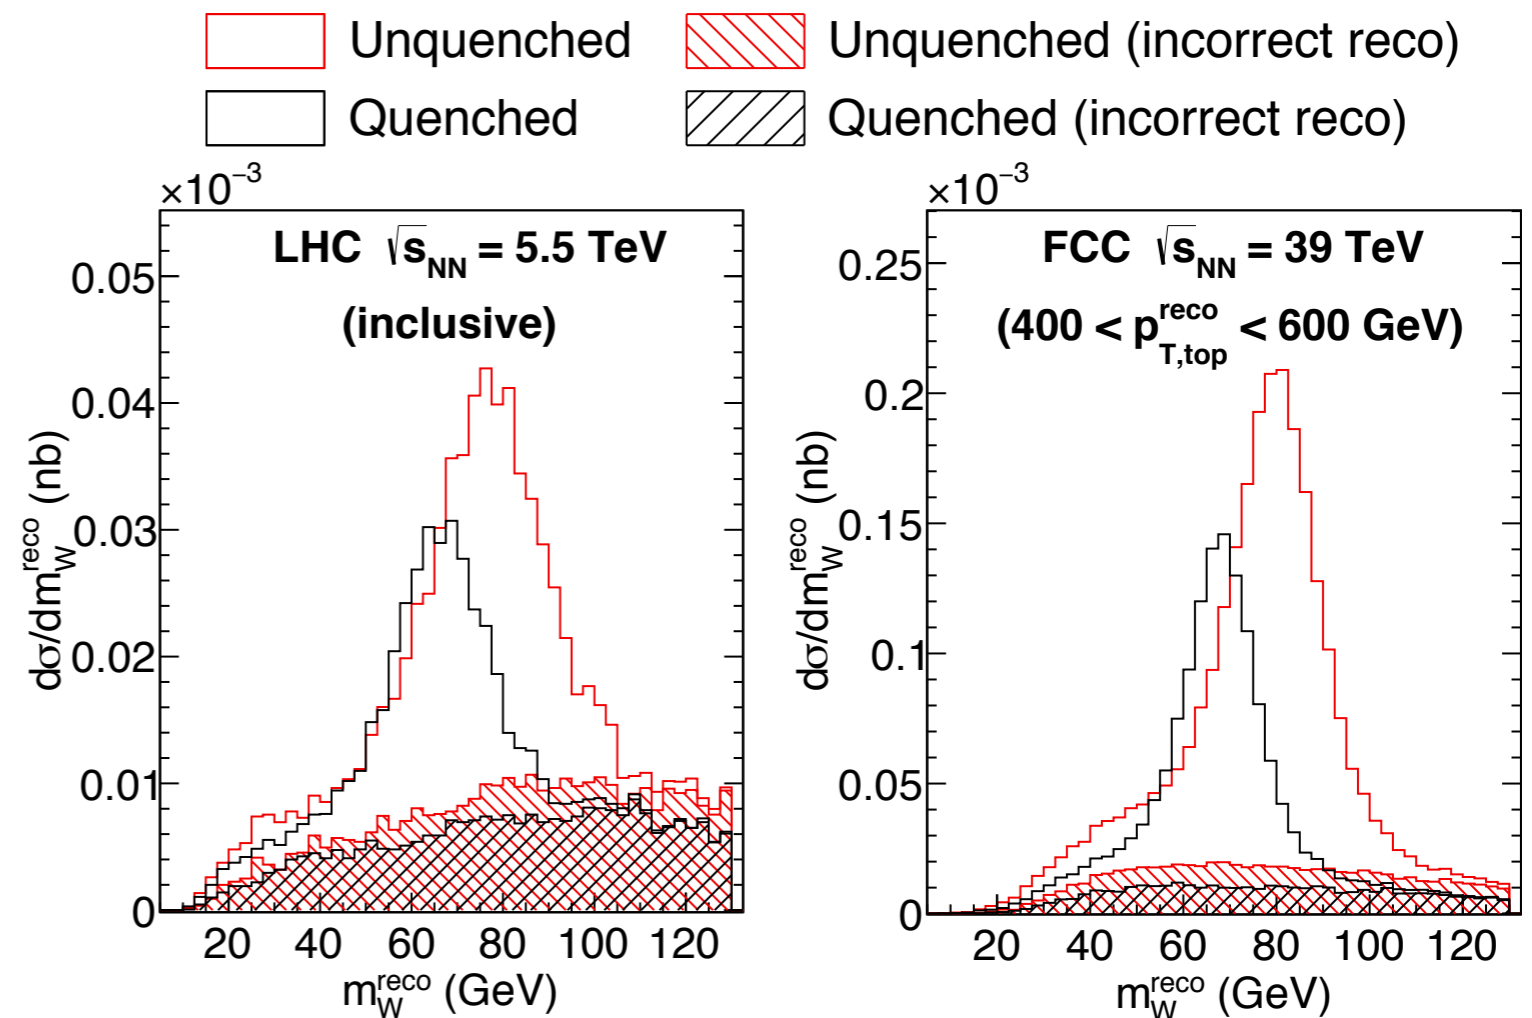 Unquenched
Unquenched (incorrect reco)
Quenched
Quenched (incorrect reco)
×10⁻³
LHC √s_NN = 5.5 TeV
(inclusive)
0.05
0.04
0.03
0.02
0.01
0
dσ/dm_W^reco (nb)
20 40 60 80 100 120
m_W^reco (GeV)
×10⁻³
FCC √s_NN = 39 TeV
(400 < p_T,top^reco < 600 GeV)
0.25
0.2
0.15
0.1
0.05
0
dσ/dm_W^reco (nb)
20 40 60 80 100 120
m_W^reco (GeV)